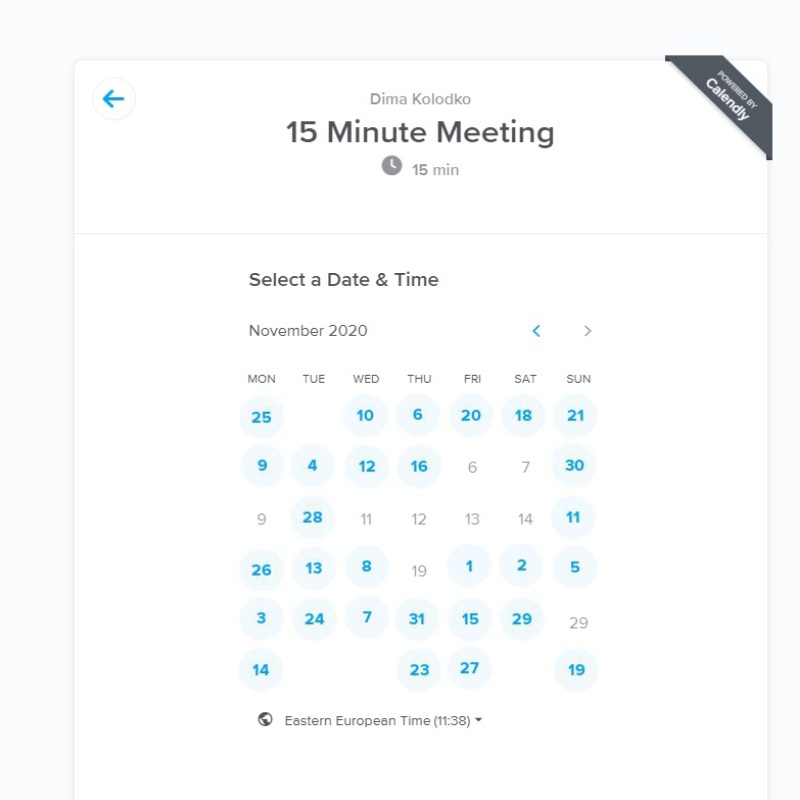 POWERED BY
Calendly
Dima Kolodko
15 Minute Meeting
15 min
Select a Date & Time
November 2020
MON TUE WED THU FRI SAT SUN
25 10 6 20 18 21
9 4 12 16 6 7 30
9 28 11 12 13 14 11
26 13 8 19 1 2 5
3 24 7 31 15 29 29
14 23 27 19
Eastern European Time (11:38)